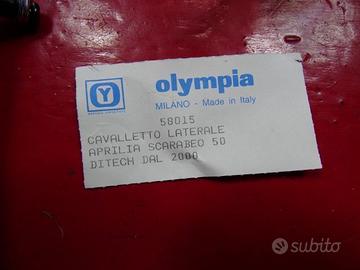 Y
olympia
MILANO - Made in Italy
58015
CAVALLETTO LATERALE
APRILIA SCARABEO 50
DITECH DAL 2000
subito